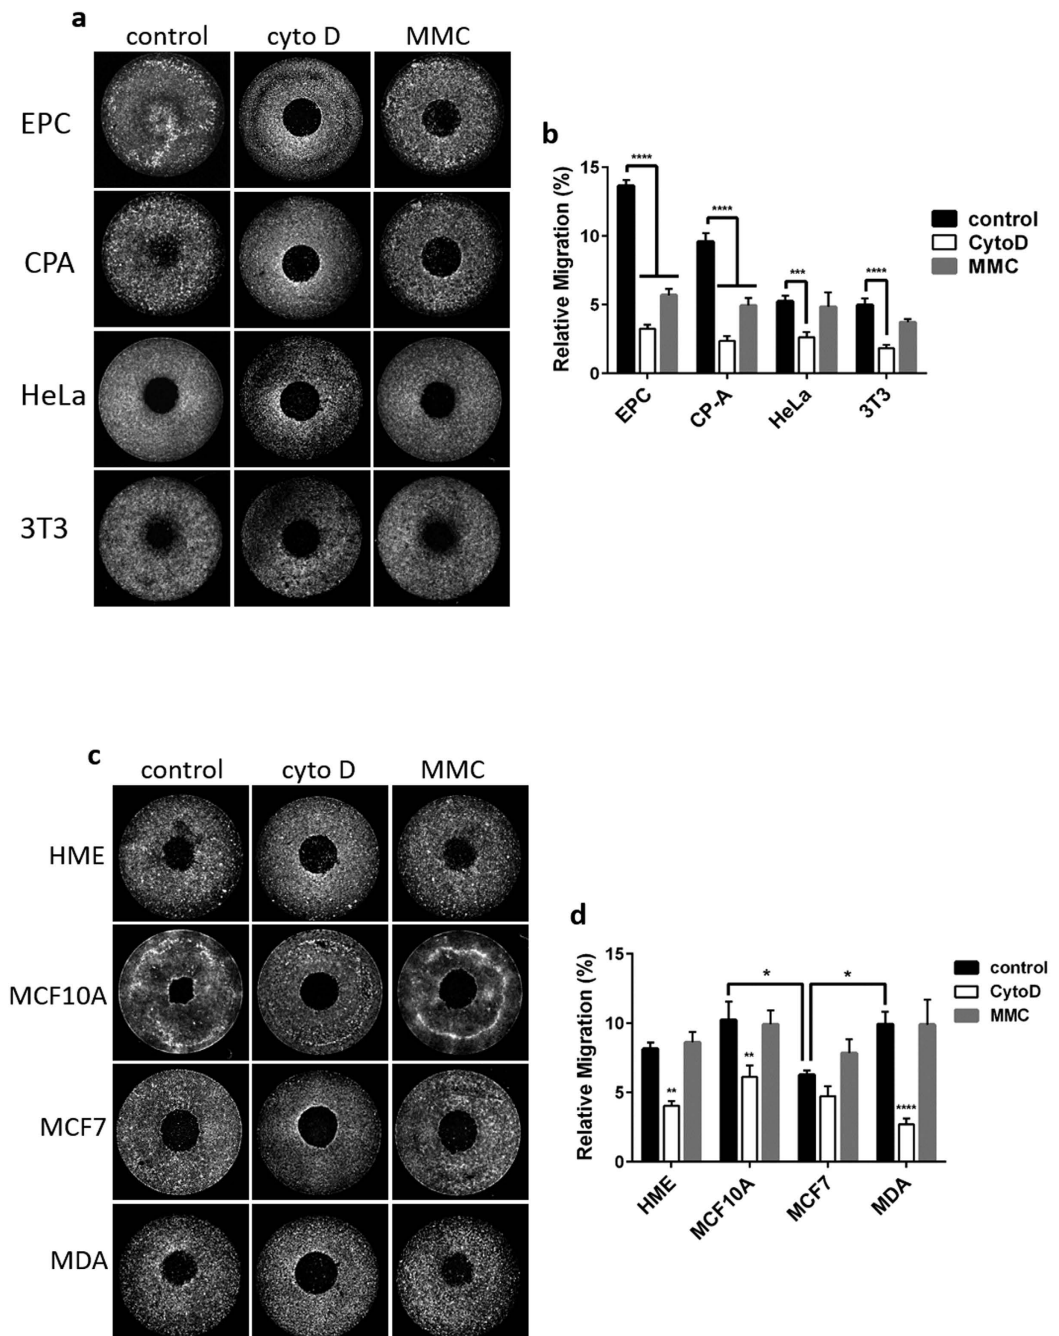 a
control cyto D MMC
EPC
CPA
HeLa
3T3
b
Relative Migration (%)
15
10
5
0
****
****
***
****
EPC CP-A HeLa 3T3
control
CytoD
MMC
c
control cyto D MMC
HME
MCF10A
MCF7
MDA
d
Relative Migration (%)
15
10
5
0
* *
**
**
****
HME MCF10A MCF7 MDA
control
CytoD
MMC